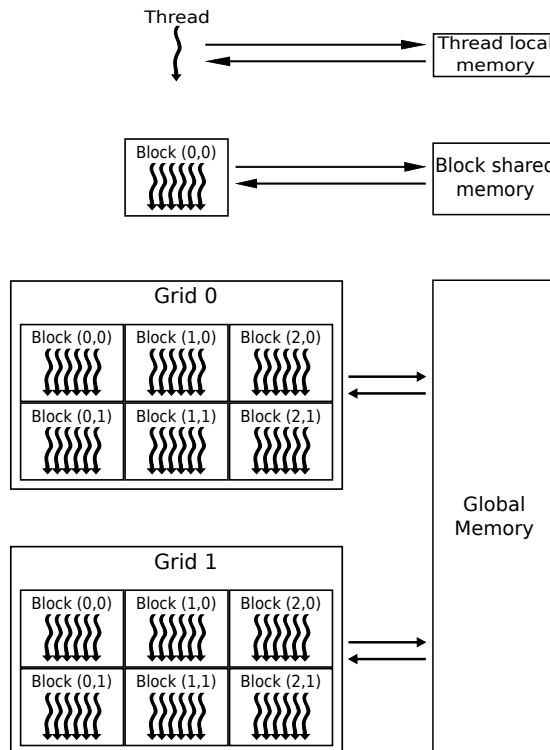 Thread
Thread local
memory
Block (0,0)
Block shared
memory
Grid 0
Block (0,0) Block (1,0) Block (2,0)
Block (0,1) Block (1,1) Block (2,1)
Global
Memory
Grid 1
Block (0,0) Block (1,0) Block (2,0)
Block (0,1) Block (1,1) Block (2,1)